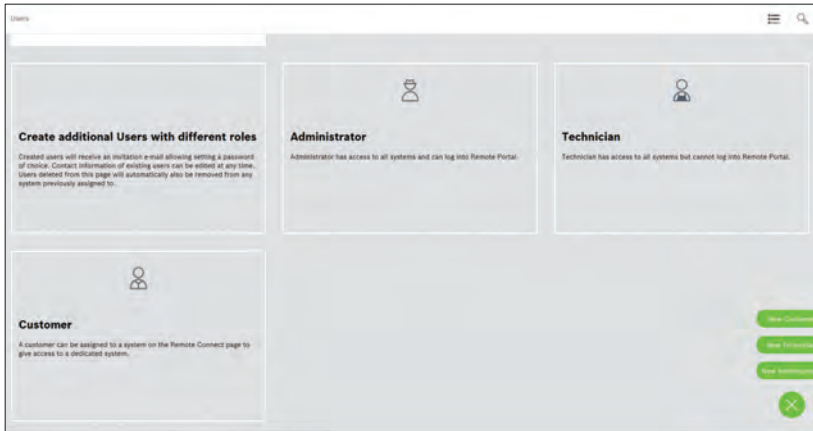 Users
Create additional Users with different roles
Created users will receive an invitation e-mail allowing setting a password
of choice. Contact information of existing users can be edited at any time.
Users deleted from this page will automatically also be removed from any
system previously assigned to.
Administrator
Administrator has access to all systems and can log into Remote Portal.
Technician
Technician has access to all systems but cannot log into Remote Portal.
Customer
A customer can be assigned to a system on the Remote Connect page to
give access to a dedicated system.
New
New
New